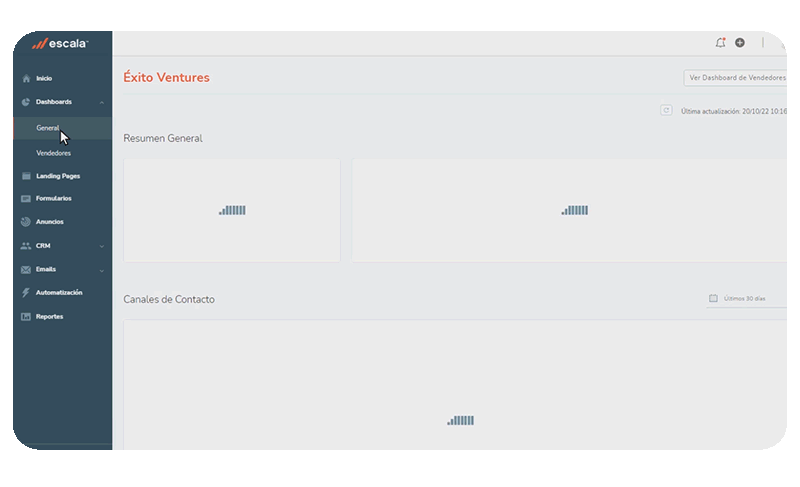 escala™
Éxito Ventures
Ver Dashboard de Vendedores
Última actualización: 20/10/22 10:16
Inicio
Dashboards
General
Vendedores
Landing Pages
Formularios
Anuncios
CRM
Emails
Automatización
Reportes
Resumen General
Canales de Contacto
Últimos 30 días